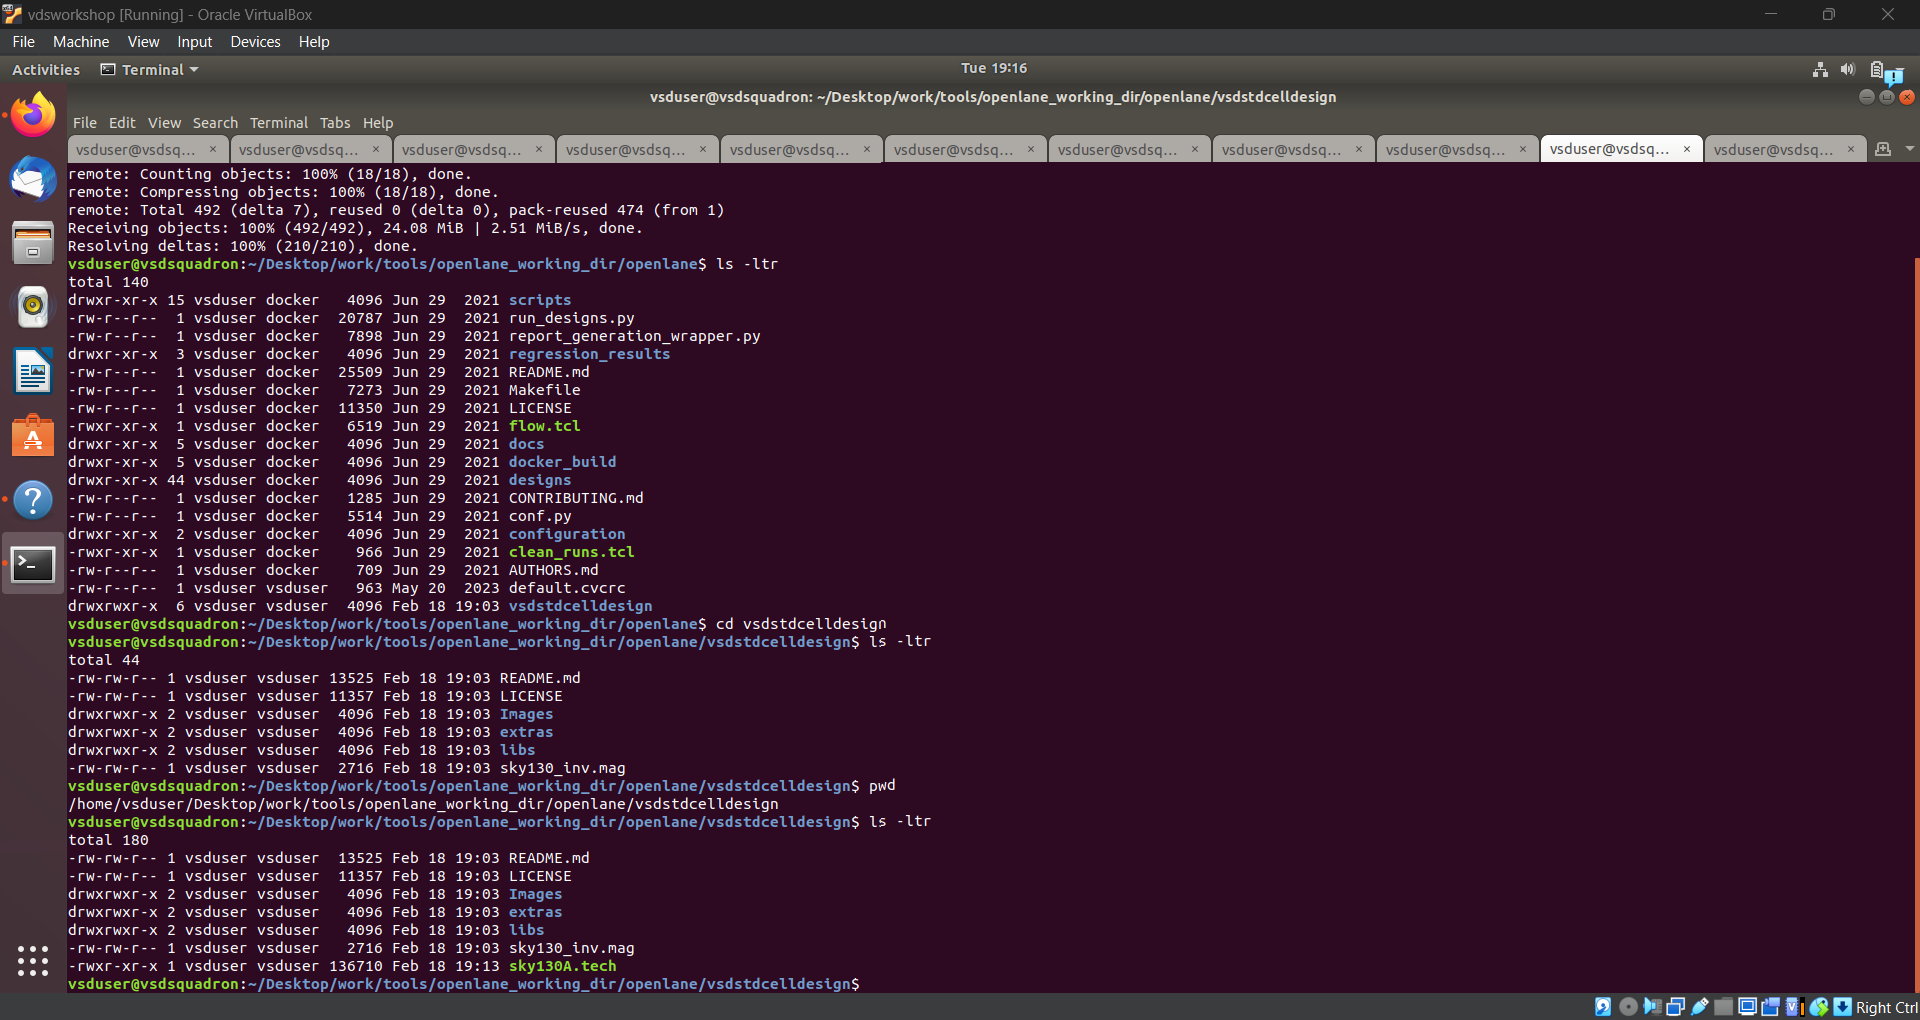 vdsworkshop [Running] - Oracle VirtualBox
File Machine View Input Devices Help
Activities Terminal Tue 19:16
vsduser@vsdsquadron: ~/Desktop/work/tools/openlane_working_dir/openlane/vsdstdcelldesign
File Edit View Search Terminal Tabs Help
vsduser@vsdsq... × vsduser@vsdsq... × vsduser@vsdsq... × vsduser@vsdsq... × vsduser@vsdsq... × vsduser@vsdsq... × vsduser@vsdsq... × vsduser@vsdsq... × vsduser@vsdsq... × vsduser@vsdsq... × vsduser@vsdsq... ×
remote: Counting objects: 100% (18/18), done.
remote: Compressing objects: 100% (18/18), done.
remote: Total 492 (delta 7), reused 0 (delta 0), pack-reused 474 (from 1)
Receiving objects: 100% (492/492), 24.08 MiB | 2.51 MiB/s, done.
Resolving deltas: 100% (210/210), done.
vsduser@vsdsquadron:~/Desktop/work/tools/openlane_working_dir/openlane$ ls -ltr
total 140
drwxr-xr-x 15 vsduser docker   4096 Jun 29  2021 scripts
-rw-r--r--  1 vsduser docker  20787 Jun 29  2021 run_designs.py
-rw-r--r--  1 vsduser docker   7898 Jun 29  2021 report_generation_wrapper.py
drwxr-xr-x  3 vsduser docker   4096 Jun 29  2021 regression_results
-rw-r--r--  1 vsduser docker  25509 Jun 29  2021 README.md
-rw-r--r--  1 vsduser docker   7273 Jun 29  2021 Makefile
-rw-r--r--  1 vsduser docker  11350 Jun 29  2021 LICENSE
-rwxr-xr-x  1 vsduser docker   6519 Jun 29  2021 flow.tcl
drwxr-xr-x  5 vsduser docker   4096 Jun 29  2021 docs
drwxr-xr-x  5 vsduser docker   4096 Jun 29  2021 docker_build
drwxr-xr-x 44 vsduser docker   4096 Jun 29  2021 designs
-rw-r--r--  1 vsduser docker   1285 Jun 29  2021 CONTRIBUTING.md
-rw-r--r--  1 vsduser docker   5514 Jun 29  2021 conf.py
drwxr-xr-x  2 vsduser docker   4096 Jun 29  2021 configuration
-rwxr-xr-x  1 vsduser docker    966 Jun 29  2021 clean_runs.tcl
-rw-r--r--  1 vsduser docker    709 Jun 29  2021 AUTHORS.md
-rw-r--r--  1 vsduser vsduser   963 May 20  2023 default.cvcrc
drwxrwxr-x  6 vsduser vsduser  4096 Feb 18 19:03 vsdstdcelldesign
vsduser@vsdsquadron:~/Desktop/work/tools/openlane_working_dir/openlane$ cd vsdstdcelldesign
vsduser@vsdsquadron:~/Desktop/work/tools/openlane_working_dir/openlane/vsdstdcelldesign$ ls -ltr
total 44
-rw-rw-r-- 1 vsduser vsduser 13525 Feb 18 19:03 README.md
-rw-rw-r-- 1 vsduser vsduser 11357 Feb 18 19:03 LICENSE
drwxrwxr-x 2 vsduser vsduser  4096 Feb 18 19:03 Images
drwxrwxr-x 2 vsduser vsduser  4096 Feb 18 19:03 extras
drwxrwxr-x 2 vsduser vsduser  4096 Feb 18 19:03 libs
-rw-rw-r-- 1 vsduser vsduser  2716 Feb 18 19:03 sky130_inv.mag
vsduser@vsdsquadron:~/Desktop/work/tools/openlane_working_dir/openlane/vsdstdcelldesign$ pwd
/home/vsduser/Desktop/work/tools/openlane_working_dir/openlane/vsdstdcelldesign
vsduser@vsdsquadron:~/Desktop/work/tools/openlane_working_dir/openlane/vsdstdcelldesign$ ls -ltr
total 180
-rw-rw-r-- 1 vsduser vsduser  13525 Feb 18 19:03 README.md
-rw-rw-r-- 1 vsduser vsduser  11357 Feb 18 19:03 LICENSE
drwxrwxr-x 2 vsduser vsduser   4096 Feb 18 19:03 Images
drwxrwxr-x 2 vsduser vsduser   4096 Feb 18 19:03 extras
drwxrwxr-x 2 vsduser vsduser   4096 Feb 18 19:03 libs
-rw-rw-r-- 1 vsduser vsduser   2716 Feb 18 19:03 sky130_inv.mag
-rwxr-xr-x 1 vsduser vsduser 136710 Feb 18 19:13 sky130A.tech
vsduser@vsdsquadron:~/Desktop/work/tools/openlane_working_dir/openlane/vsdstdcelldesign$
Right Ctrl